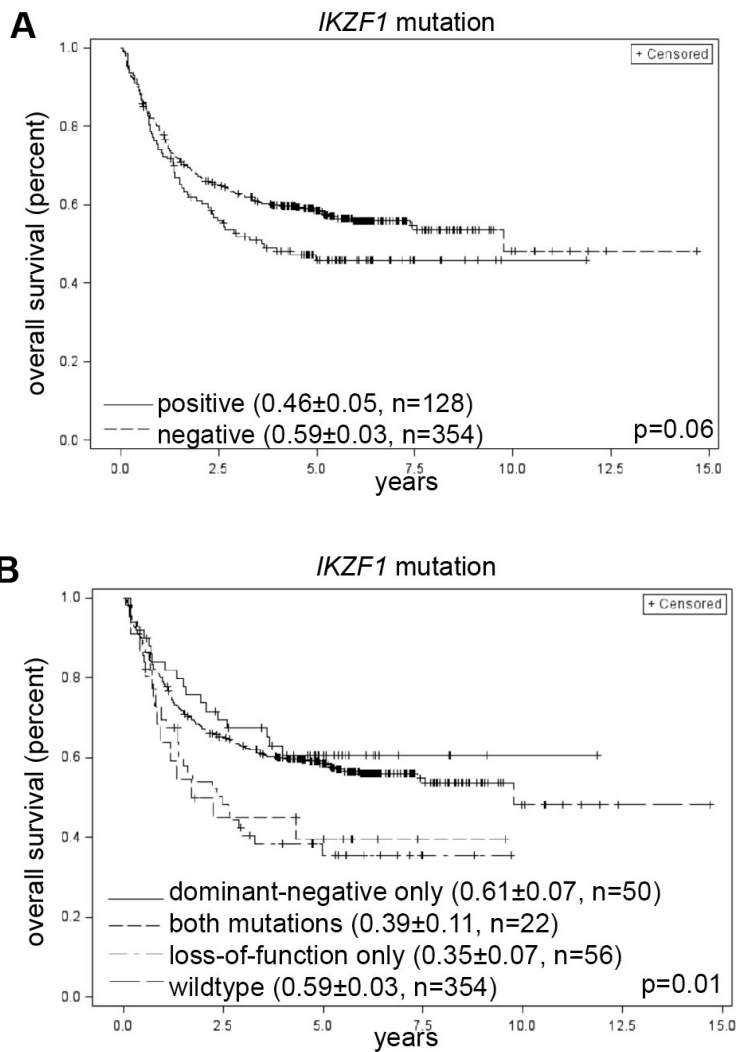 A
IKZF1 mutation
+ Censored
overall survival (percent)
1.0
0.8
0.6
0.4
0.2
0.0
positive (0.46±0.05, n=128)
negative (0.59±0.03, n=354)
p=0.06
0.0 2.5 5.0 7.5 10.0 12.5 15.0
years
B
IKZF1 mutation
+ Censored
overall survival (percent)
1.0
0.8
0.6
0.4
0.2
0.0
dominant-negative only (0.61±0.07, n=50)
both mutations (0.39±0.11, n=22)
loss-of-function only (0.35±0.07, n=56)
wildtype (0.59±0.03, n=354)
p=0.01
0.0 2.5 5.0 7.5 10.0 12.5 15.0
years